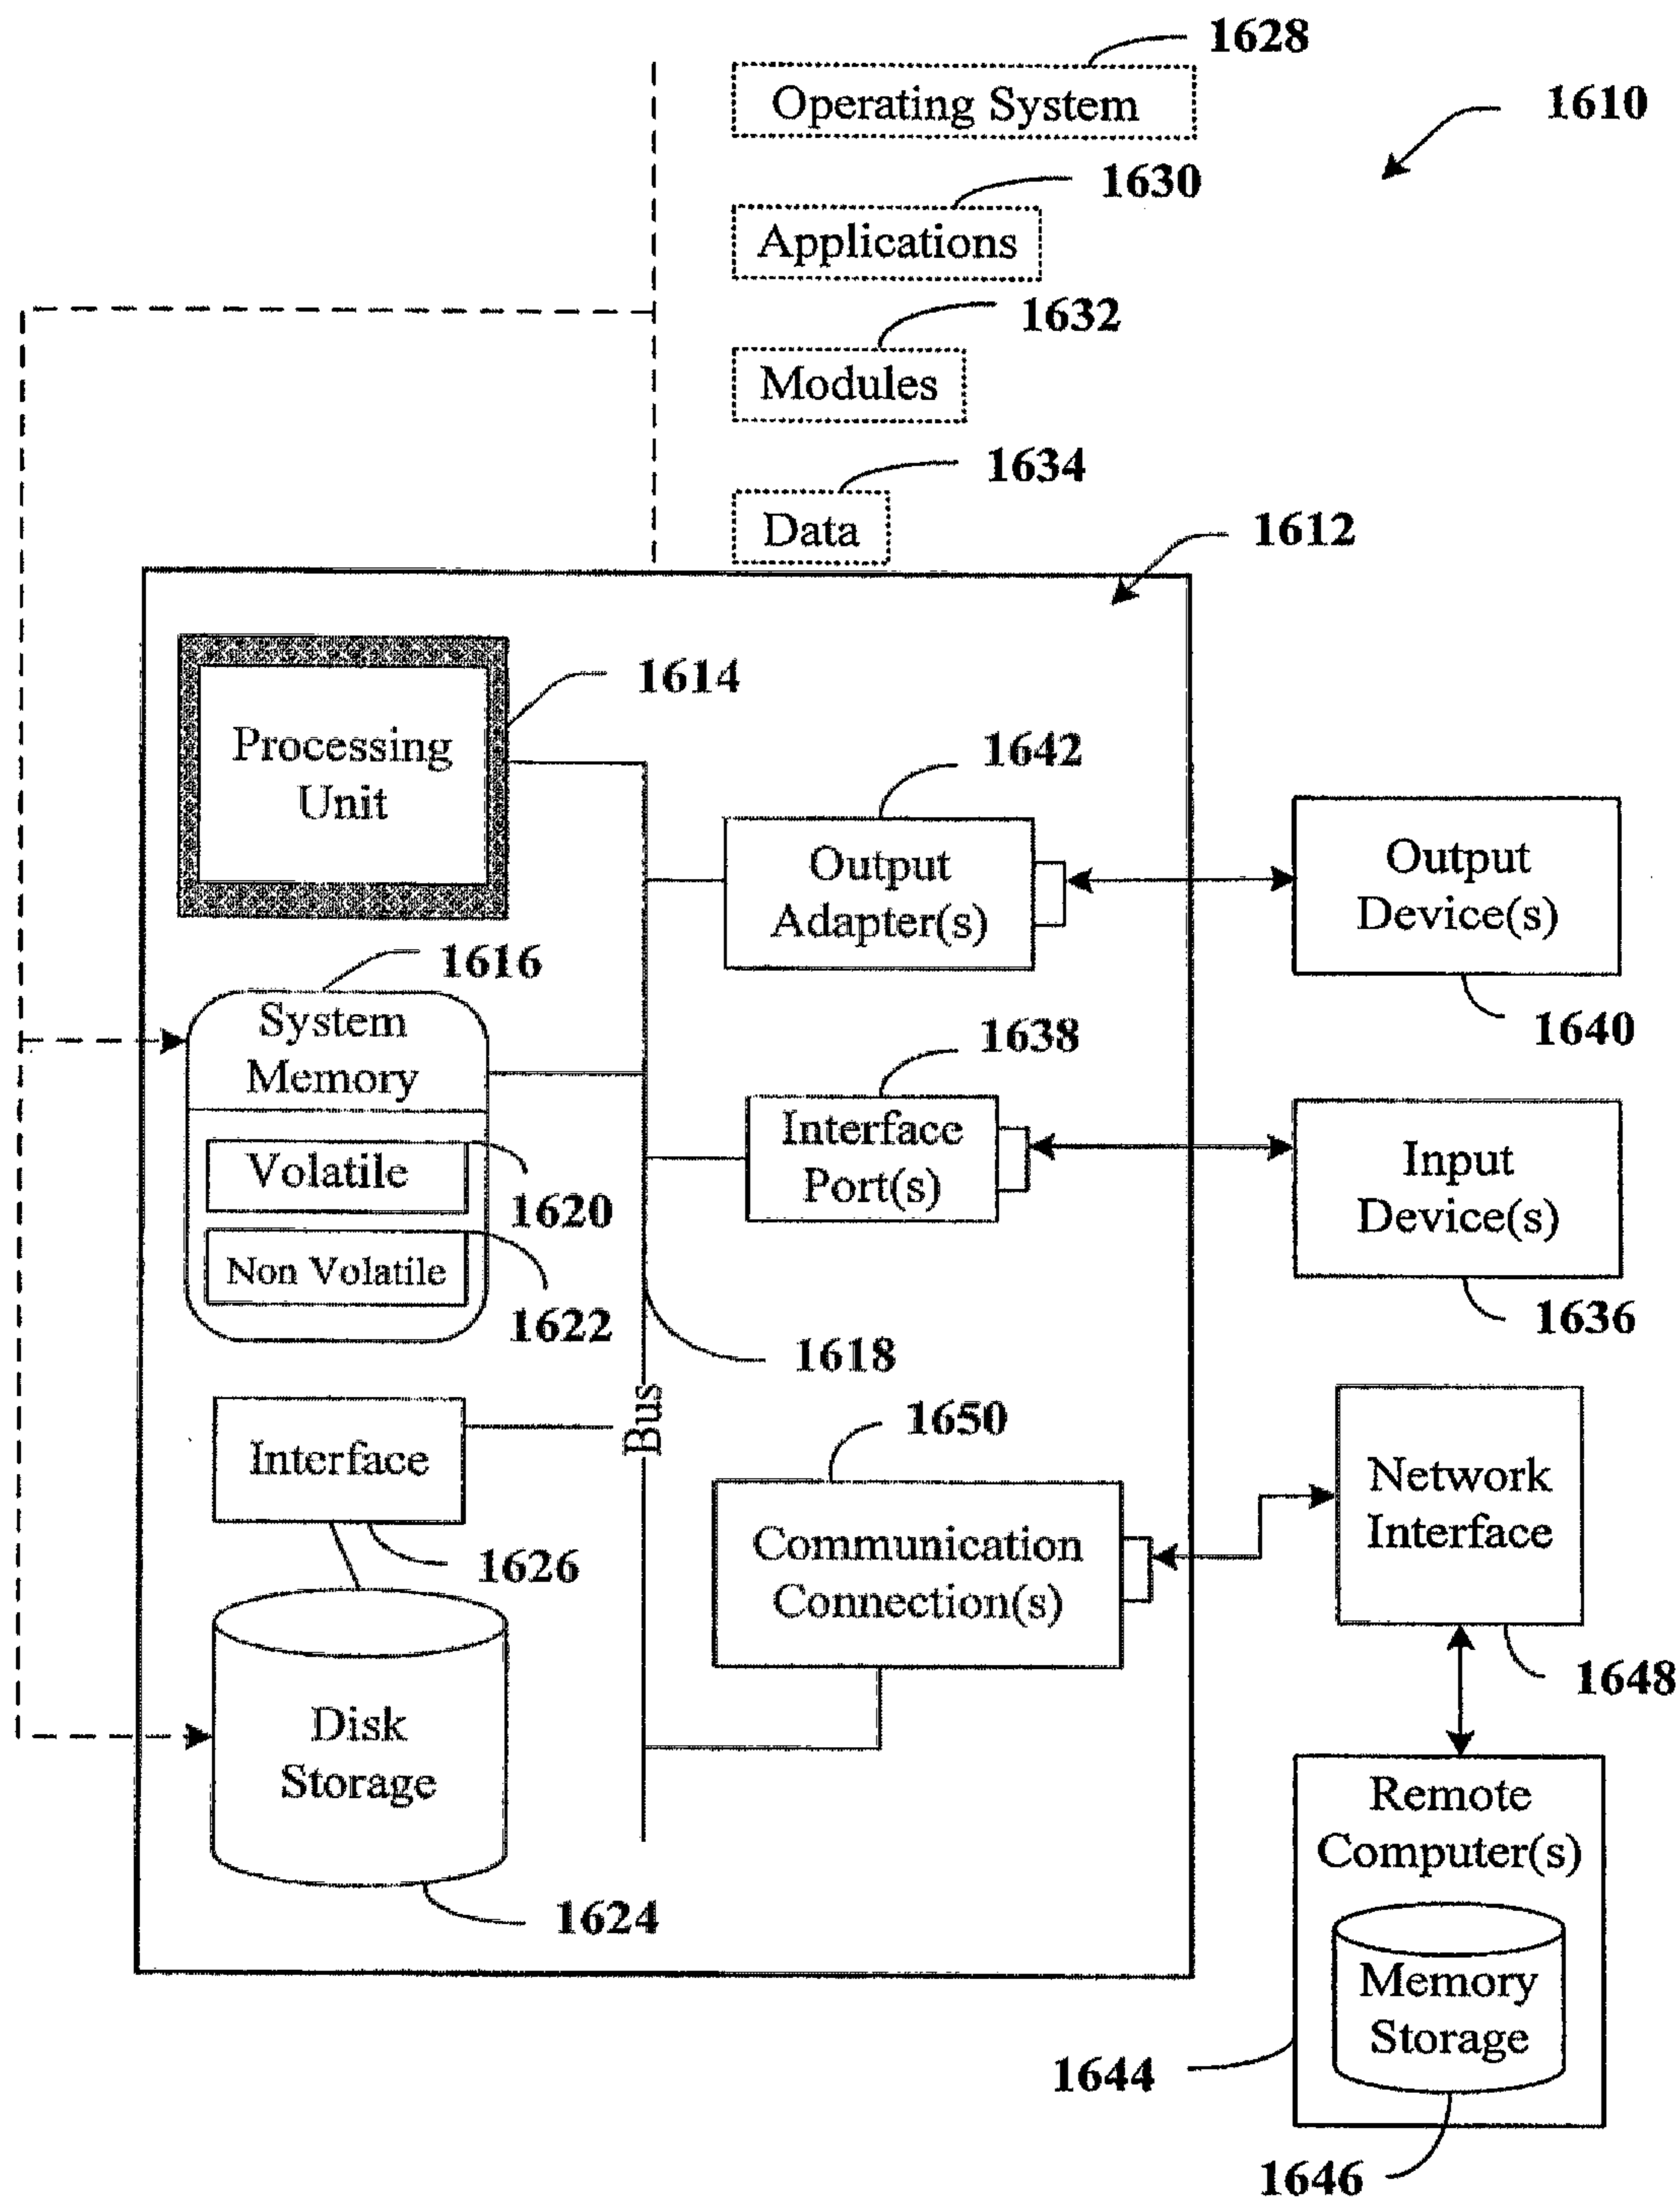 1628
Operating System
1610
1630
Applications
1632
Modules
1634
Data
1612
1614
Processing
Unit
1642
Output
Adapter(s)
Output
Device(s)
1640
1616
System
Memory
1638
Interface
Port(s)
Input
Device(s)
1636
Volatile
1620
Non Volatile
1622
1618
Bus
Interface
1626
1650
Communication
Connection(s)
Network
Interface
1648
Disk
Storage
1624
Remote
Computer(s)
Memory
Storage
1644
1646